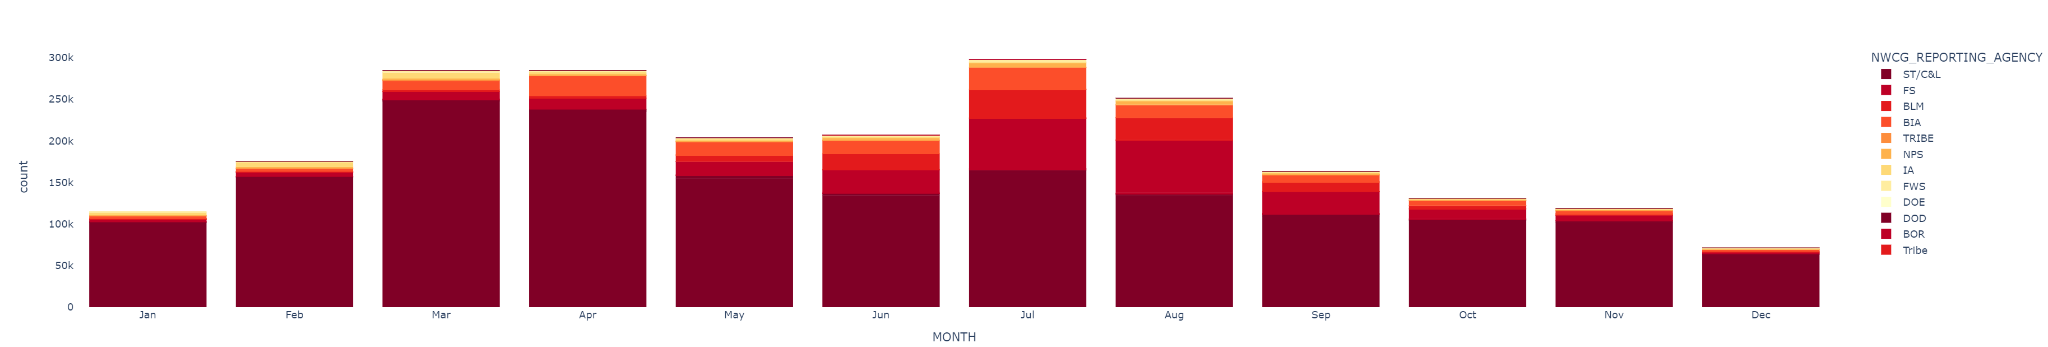 300k
250k
200k
150k
100k
50k
0
count
Jan Feb Mar Apr May Jun Jul Aug Sep Oct Nov Dec
MONTH
NWCG_REPORTING_AGENCY
ST/C&L
FS
BLM
BIA
TRIBE
NPS
IA
FWS
DOE
DOD
BOR
Tribe